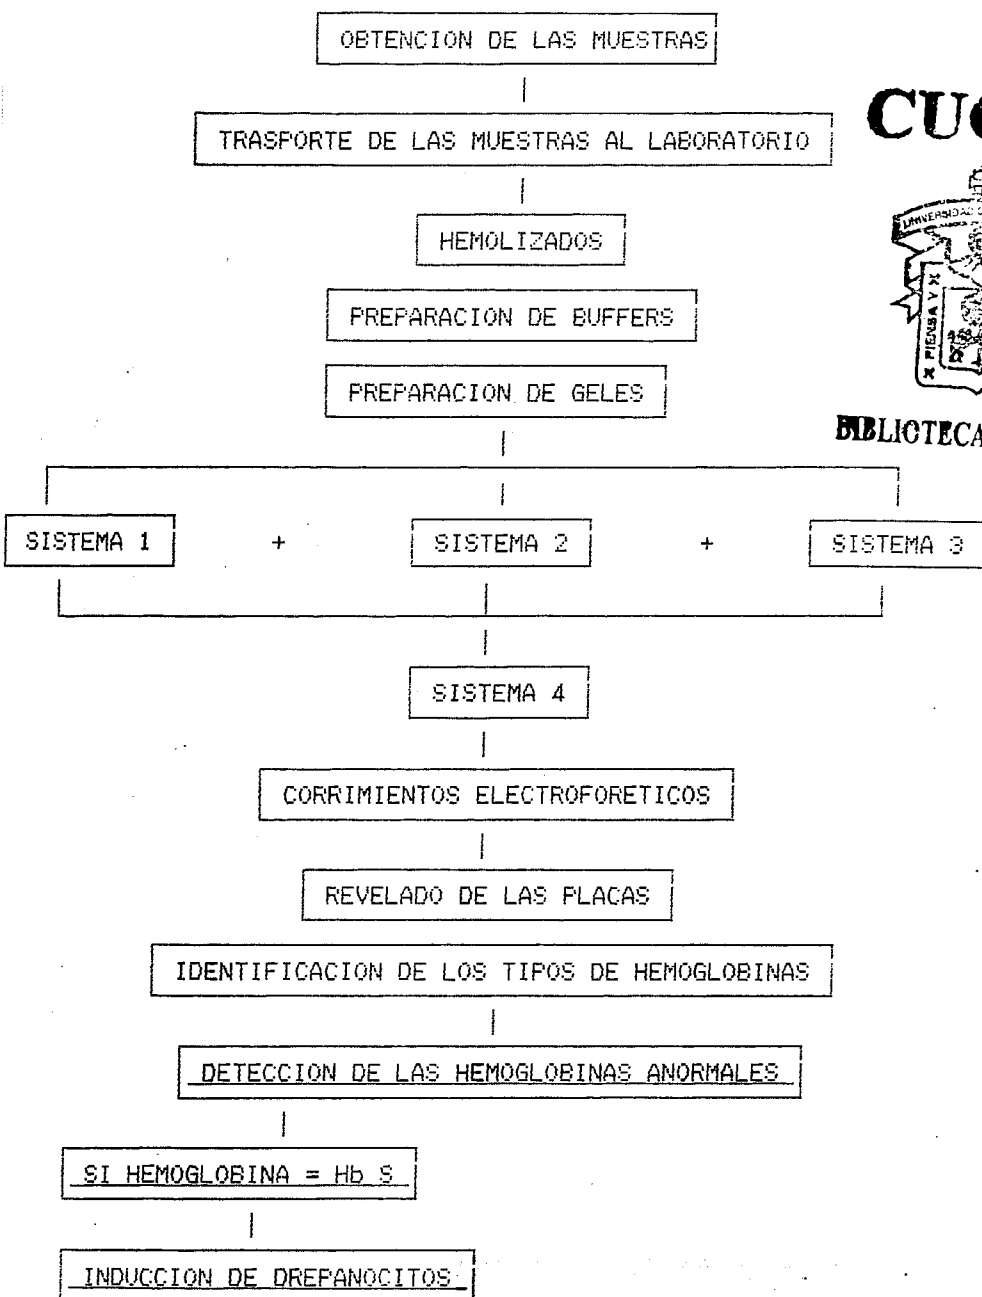 OBTENCION DE LAS MUESTRAS
TRASPORTE DE LAS MUESTRAS AL LABORATORIO
HEMOLIZADOS
PREPARACION DE BUFFERS
PREPARACION DE GELES
SISTEMA 1 + SISTEMA 2 + SISTEMA 3
SISTEMA 4
CORRIMIENTOS ELECTROFORETICOS
REVELADO DE LAS PLACAS
IDENTIFICACION DE LOS TIPOS DE HEMOGLOBINAS
DETECCION DE LAS HEMOGLOBINAS ANORMALES
SI HEMOGLOBINA = Hb S
INDUCCION DE DREPANOCITOS
UNIVERSIDAD
PIENSA Y
BIBLIOTECA